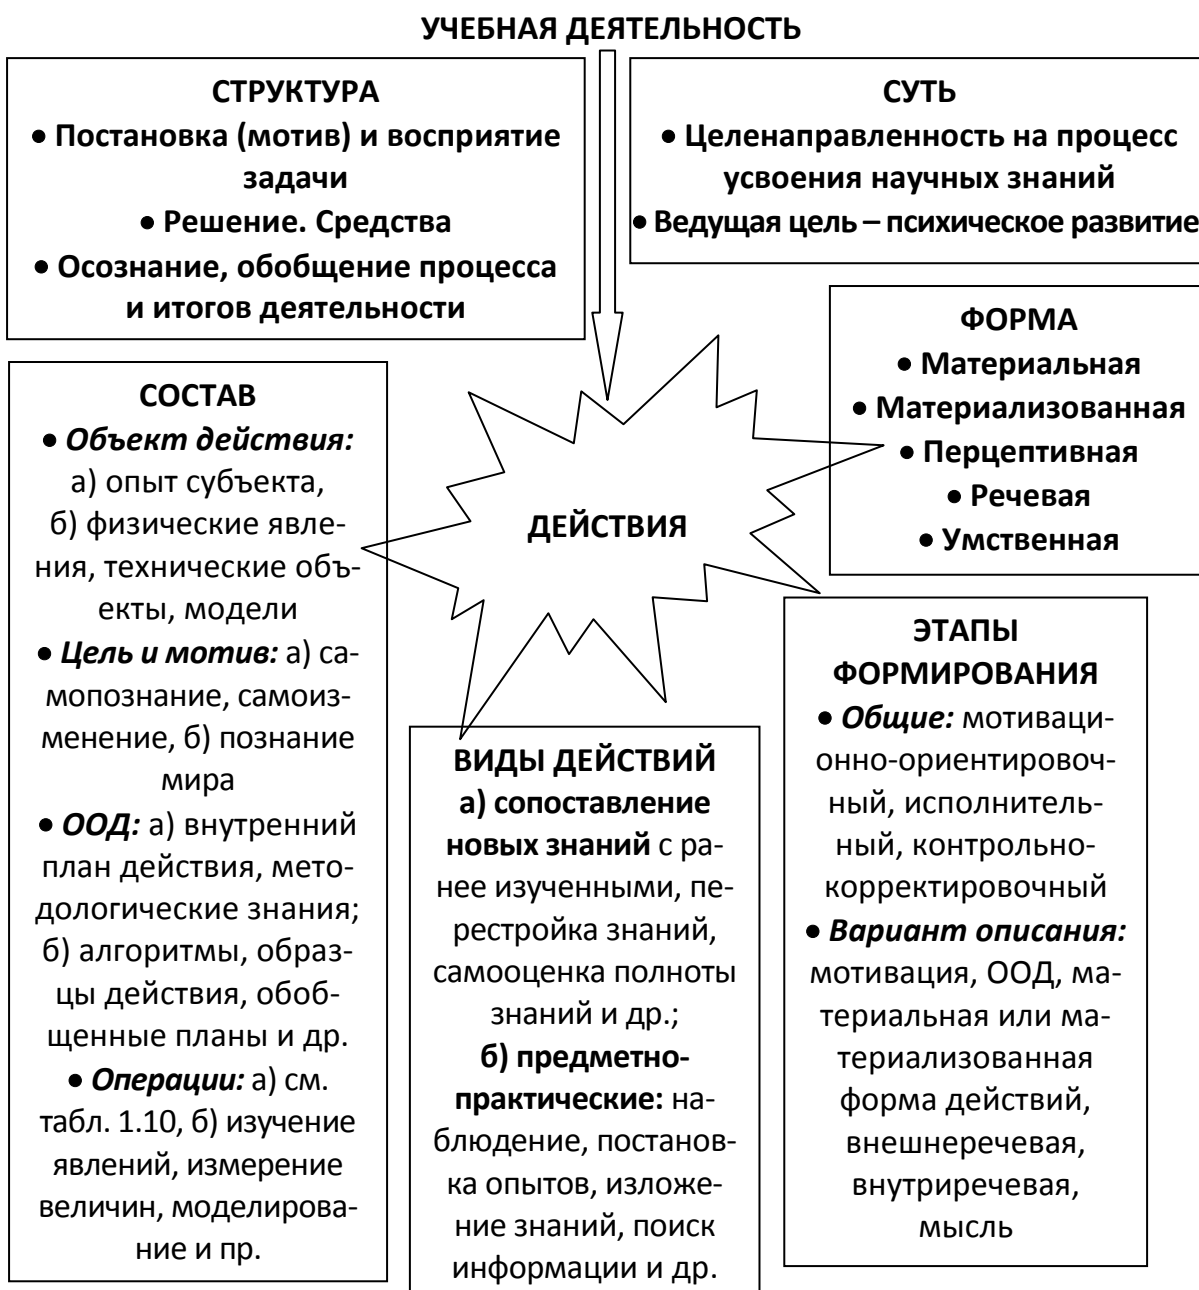 УЧЕБНАЯ ДЕЯТЕЛЬНОСТЬ
СТРУКТУРА
• Постановка (мотив) и восприятие
задачи
• Решение. Средства
• Осознание, обобщение процесса
и итогов деятельности
СУТЬ
• Целенаправленность на процесс
усвоения научных знаний
• Ведущая цель – психическое развитие
ФОРМА
• Материальная
• Материализованная
• Перцептивная
• Речевая
• Умственная
СОСТАВ
• Объект действия:
а) опыт субъекта,
б) физические явле-
ния, технические объ-
екты, модели
• Цель и мотив: а) са-
мопознание, самоиз-
менение, б) познание
мира
• ООД: а) внутренний
план действия, мето-
дологические знания;
б) алгоритмы, образ-
цы действия, обоб-
щенные планы и др.
• Операции: а) см.
табл. 1.10, б) изучение
явлений, измерение
величин, моделирова-
ние и пр.
ДЕЙСТВИЯ
ВИДЫ ДЕЙСТВИЙ
а) сопоставление
новых знаний с ра-
нее изученными, пе-
рестройка знаний,
самооценка полноты
знаний и др.;
б) предметно-
практические: на-
блюдение, постанов-
ка опытов, изложе-
ние знаний, поиск
информации и др.
ЭТАПЫ
ФОРМИРОВАНИЯ
• Общие: мотиваци-
онно-ориентировоч-
ный, исполнитель-
ный, контрольно-
корректировочный
• Вариант описания:
мотивация, ООД, ма-
териальная или ма-
териализованная
форма действий,
внешнеречевая,
внутриречевая,
мысль